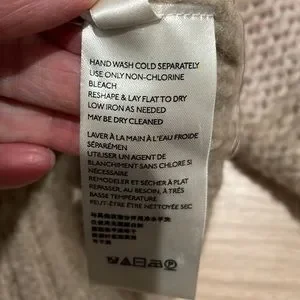 HAND WASH COLD SEPARATELY
USE ONLY NON-CHLORINE
BLEACH
RESHAPE & LAY FLAT TO DRY
LOW IRON AS NEEDED
MAY BE DRY CLEANED
LAVER À LA MAIN À L'EAU FROIDE
SÉPARÉMEN
UTILISER UN AGENT DE
BLANCHIMENT SANS CHLORE SI
NÉCESSAIRE
REMODELER ET SÉCHER À PLAT
REPASSER, AU BESOIN, À TRÈS
BASSE TEMPÉRATURE
PEUT-ÊTRE ÊTRE NETTOYÉE SEC